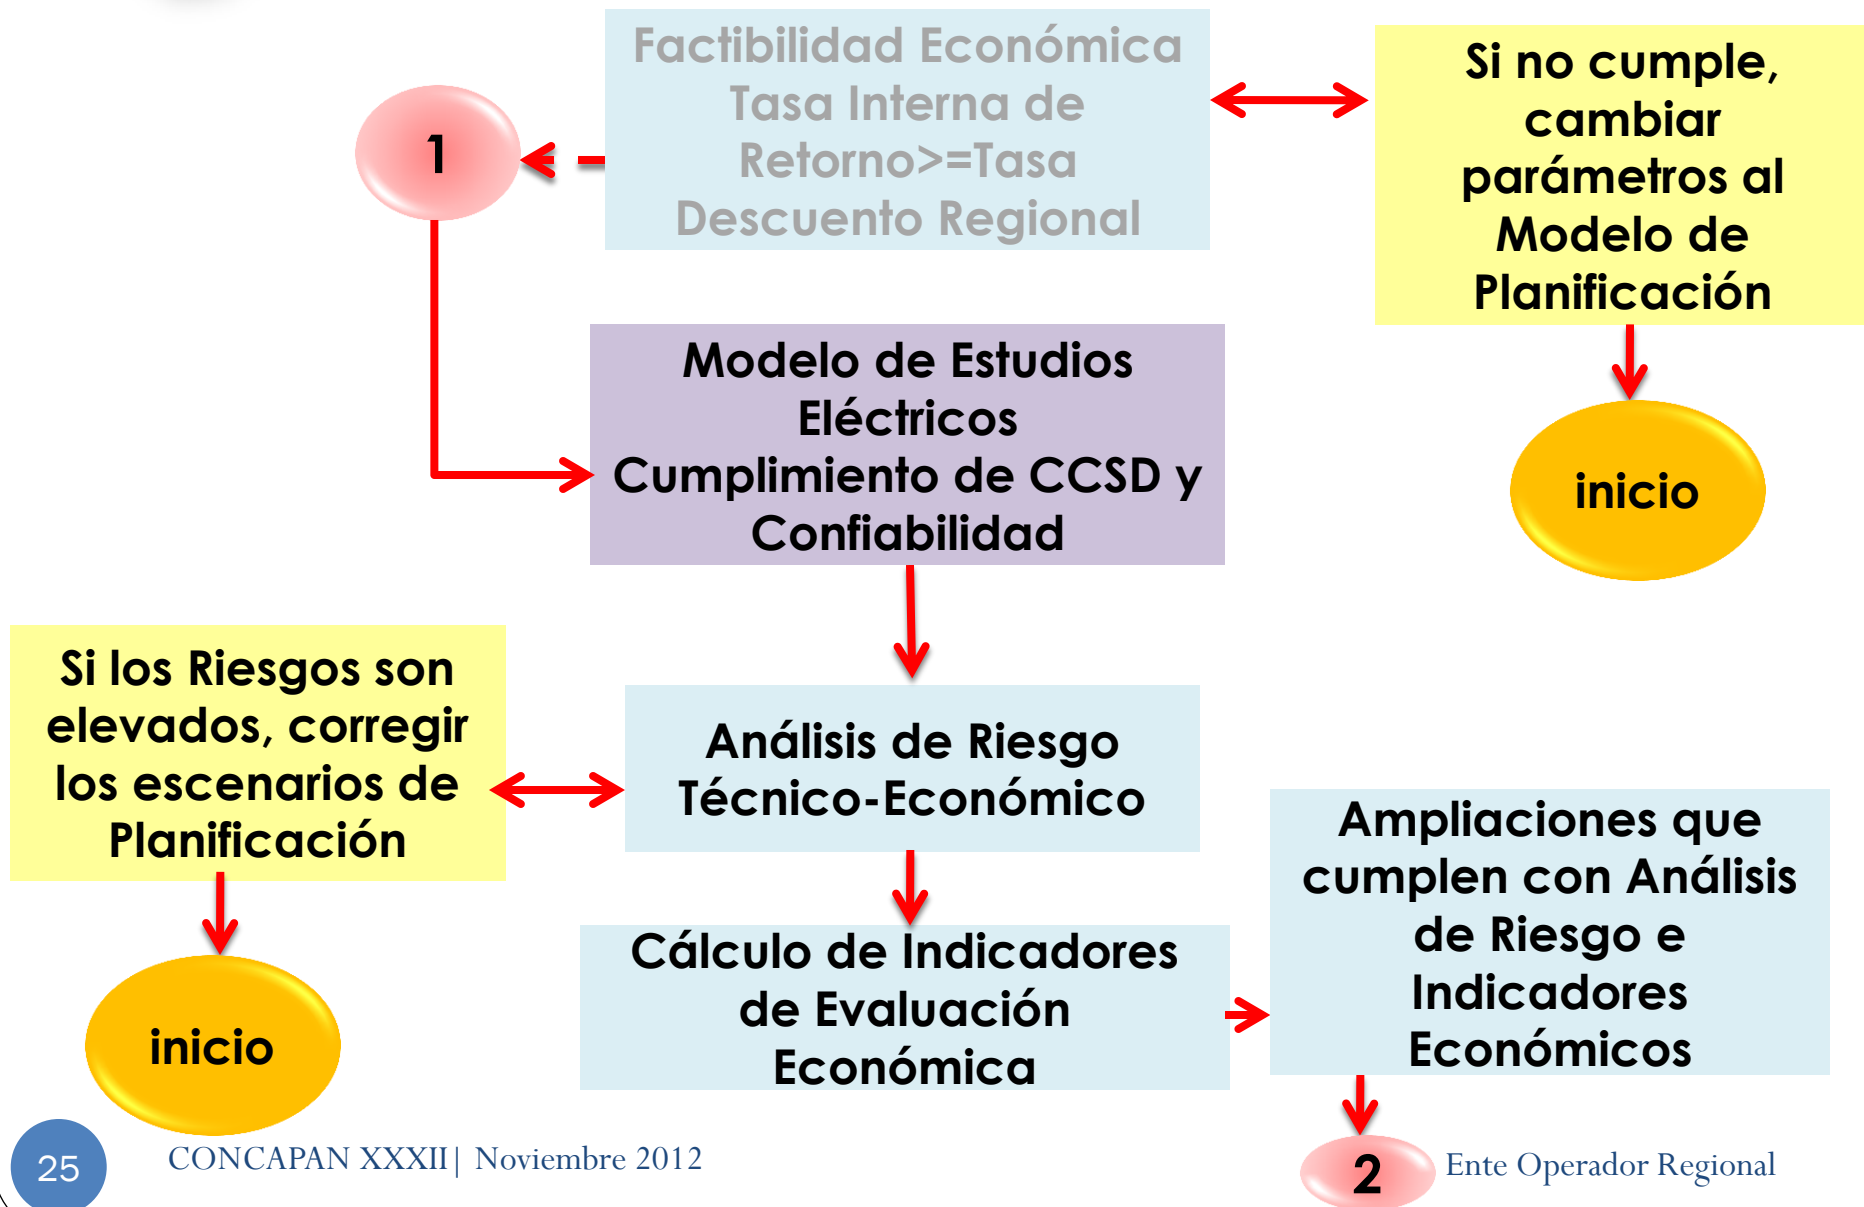 Factibilidad Económica
Tasa Interna de
Retorno>=Tasa
Descuento Regional
Si no cumple,
cambiar
parámetros al
Modelo de
Planificación
1
Modelo de Estudios
Eléctricos
Cumplimiento de CCSD y
Confiabilidad
inicio
Si los Riesgos son
elevados, corregir
los escenarios de
Planificación
Análisis de Riesgo
Técnico-Económico
Ampliaciones que
cumplen con Análisis
de Riesgo e
Indicadores
Económicos
Cálculo de Indicadores
de Evaluación
Económica
inicio
2
25
CONCAPAN XXXII| Noviembre 2012
Ente Operador Regional